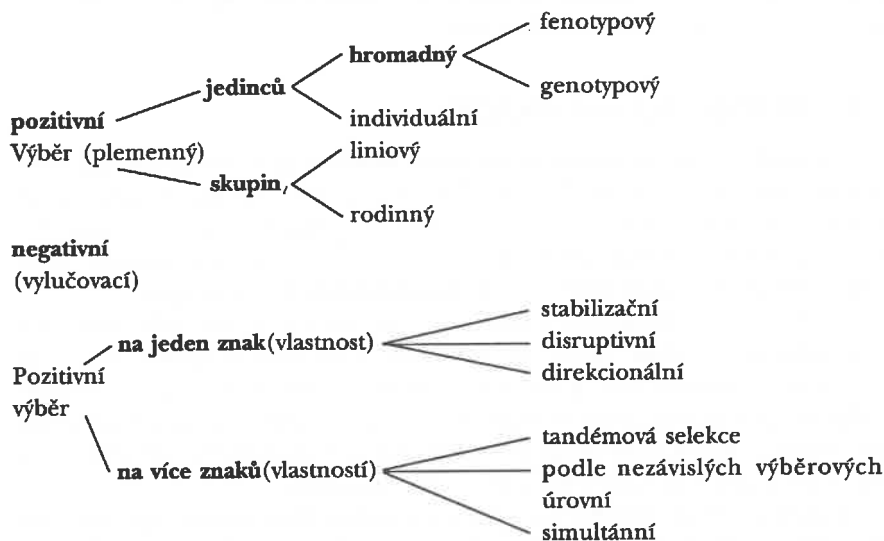 fenotypový
hromadný
jedinců
genotypový
individuální
pozitivní
Výběr (plemenný)
liniový
skupin,
rodinný
negativní
(vylučovací)
stabilizační
na jeden znak(vlastnost)
disruptivní
direkcionální
Pozitivní
výběr
tandémová selekce
na více znaků(vlastností)
podle nezávislých výběrových
úrovní
simultánní